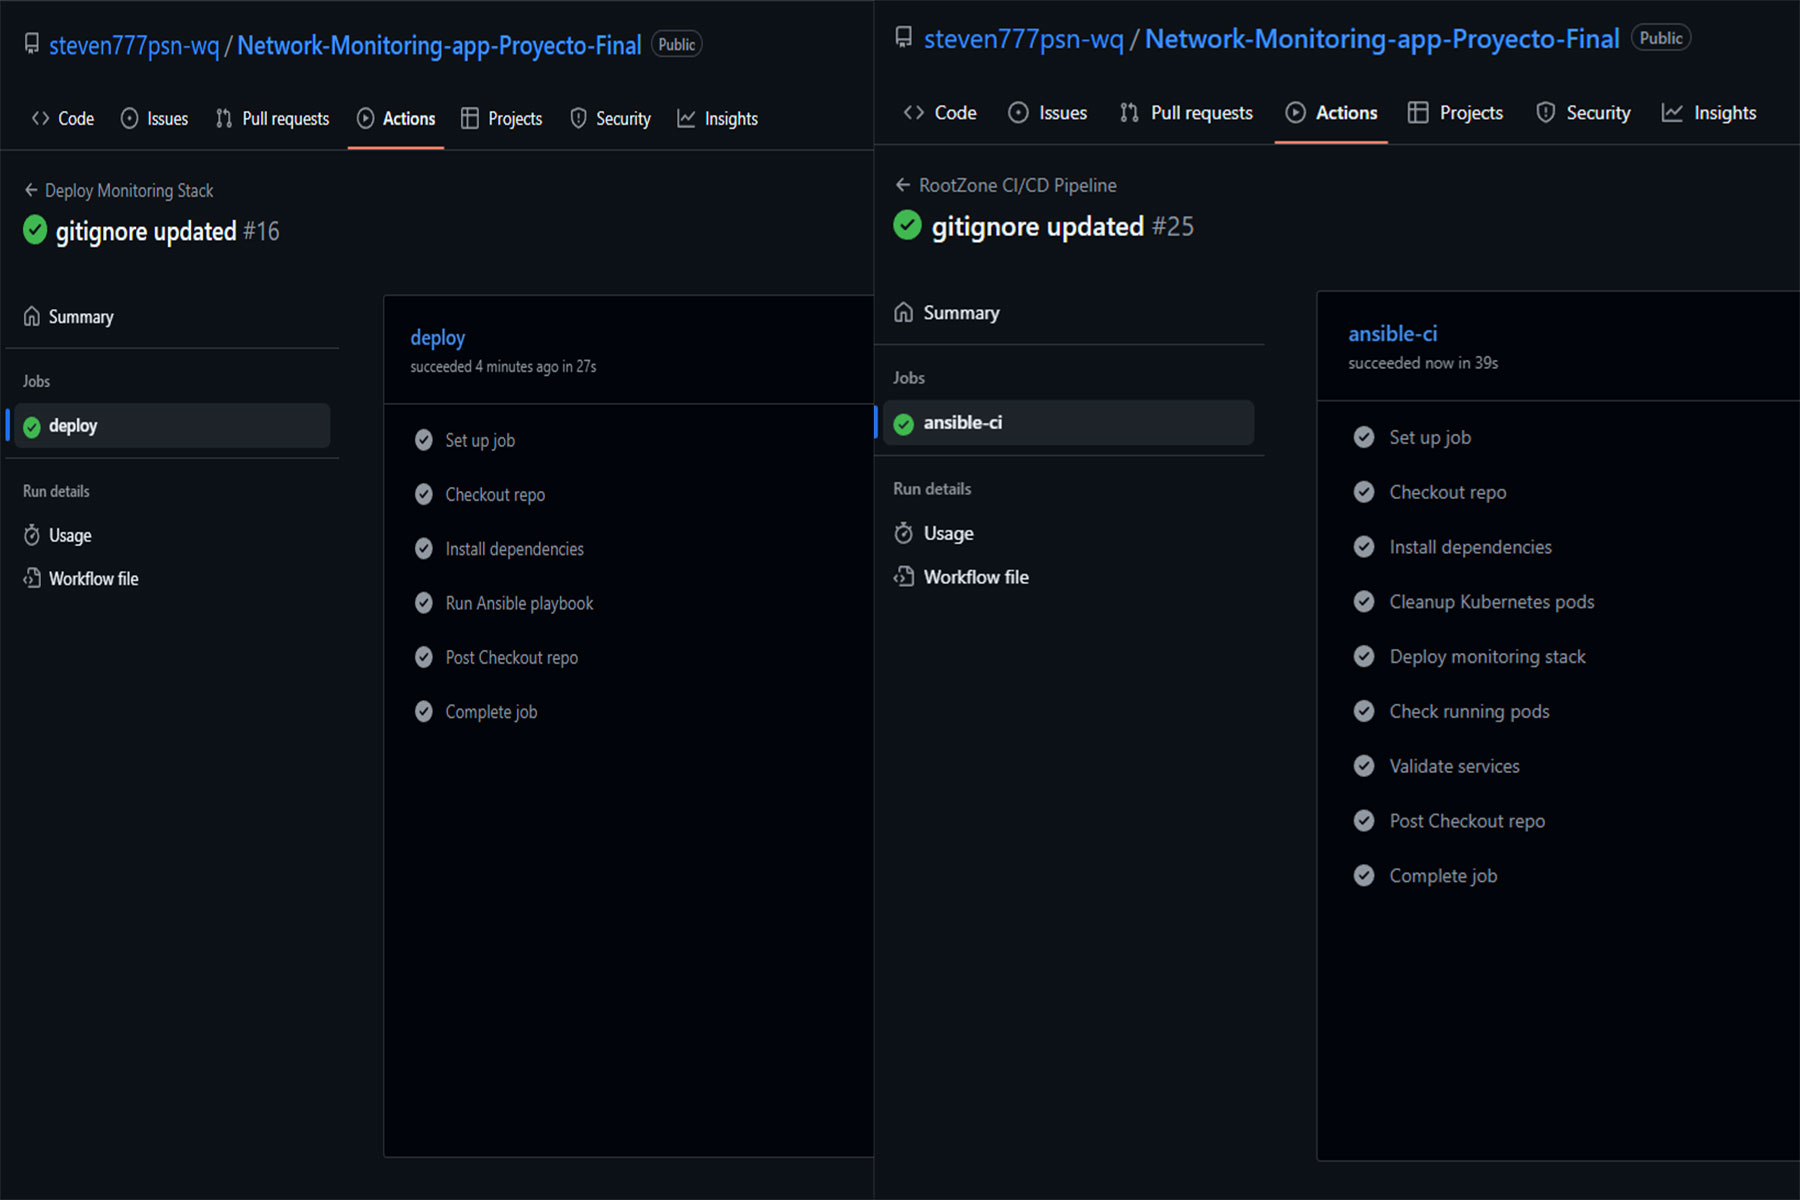 steven777psn-wq / Network-Monitoring-app-Proyecto-Final Public
Code Issues Pull requests Actions Projects Security Insights
Deploy Monitoring Stack
gitignore updated #16
Summary
Jobs
deploy
Run details
Usage
Workflow file
deploy
succeeded 4 minutes ago in 27s
Set up job
Checkout repo
Install dependencies
Run Ansible playbook
Post Checkout repo
Complete job
steven777psn-wq / Network-Monitoring-app-Proyecto-Final Public
Code Issues Pull requests Actions Projects Security Insights
RootZone CI/CD Pipeline
gitignore updated #25
Summary
Jobs
ansible-ci
Run details
Usage
Workflow file
ansible-ci
succeeded now in 39s
Set up job
Checkout repo
Install dependencies
Cleanup Kubernetes pods
Deploy monitoring stack
Check running pods
Validate services
Post Checkout repo
Complete job